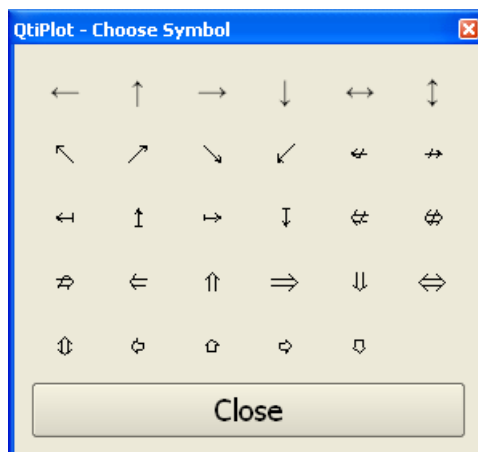 QtiPlot - Choose Symbol
← ↑ → ↓ ↔ ↕
↖ ↗ ↘ ↙ ↚ ↛
↤ ↥ ↦ ↧ ⇍ ⇎
⇏ ⇐ ⇑ ⇒ ⇓ ⇔
⇕ ⇦ ⇧ ⇨ ⇩
Close